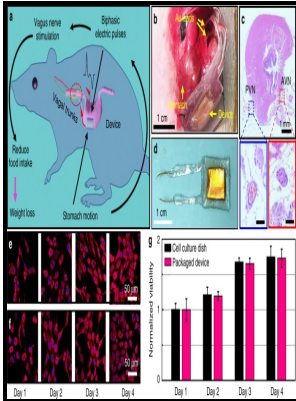 a
Vagus nerve
stimulation
Biphasic
electric pulses
Vagal trunks
Device
Reduce
food intake
Weight loss
Stomach motion
b
Device
1 cm
c
PVN
AVN
1 mm
d
1 cm
e
50 µm
f
50 µm
Day 1
Day 2
Day 3
Day 4
g
Normalized viability
2
1
0
Cell culture dish
Packaged device
Day 1
Day 2
Day 3
Day 4